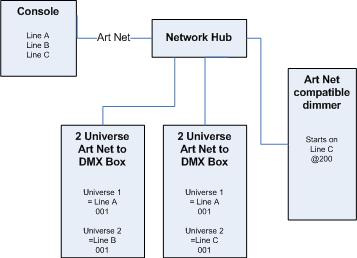 Console
Line A
Line B
Line C
Art Net
Network Hub
2 Universe
Art Net to
DMX Box
Universe 1
= Line A
001
Universe 2
=Line B
001
2 Universe
Art Net to
DMX Box
Universe 1
= Line A
001
Universe 2
=Line C
001
Art Net
compatible
dimmer
Starts on
Line C
@200